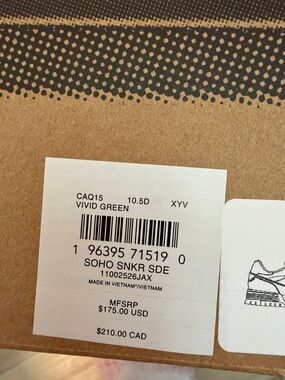 CAQ15 10.5D XYV
VIVID GREEN
1 96395 71519 0
SOHO SNKR SDE
11002526JAX
MADE IN VIETNAM*/VIETNAM
MFSRP
$175.00 USD
$210.00 CAD